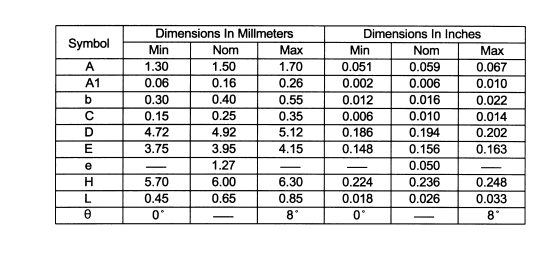 Symbol Dimensions In Millmeters Dimensions In Inches
Min Nom Max Min Nom Max
A 1.30 1.50 1.70 0.051 0.059 0.067
A1 0.06 0.16 0.26 0.002 0.006 0.010
b 0.30 0.40 0.55 0.012 0.016 0.022
C 0.15 0.25 0.35 0.006 0.010 0.014
D 4.72 4.92 5.12 0.186 0.194 0.202
E 3.75 3.95 4.15 0.148 0.156 0.163
e — 1.27 — — 0.050 —
H 5.70 6.00 6.30 0.224 0.236 0.248
L 0.45 0.65 0.85 0.018 0.026 0.033
θ 0° — 8° 0° — 8°